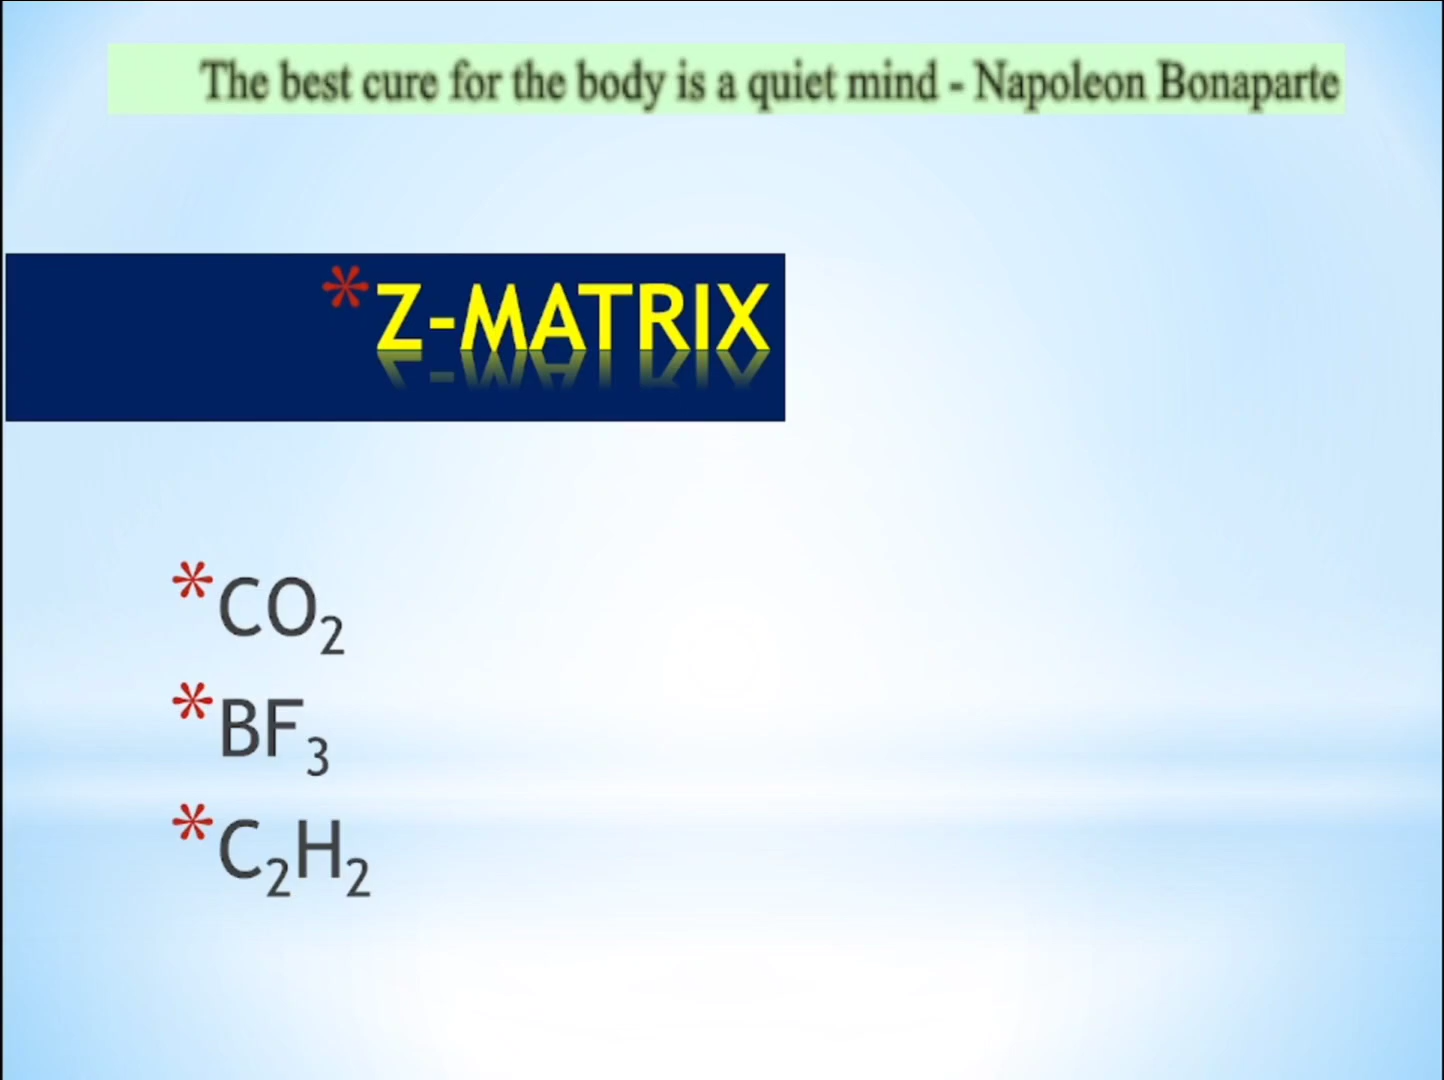 The best cure for the body is a quiet mind - Napoleon Bonaparte
*Z-MATRIX
*CO₂
*BF₃
*C₂H₂